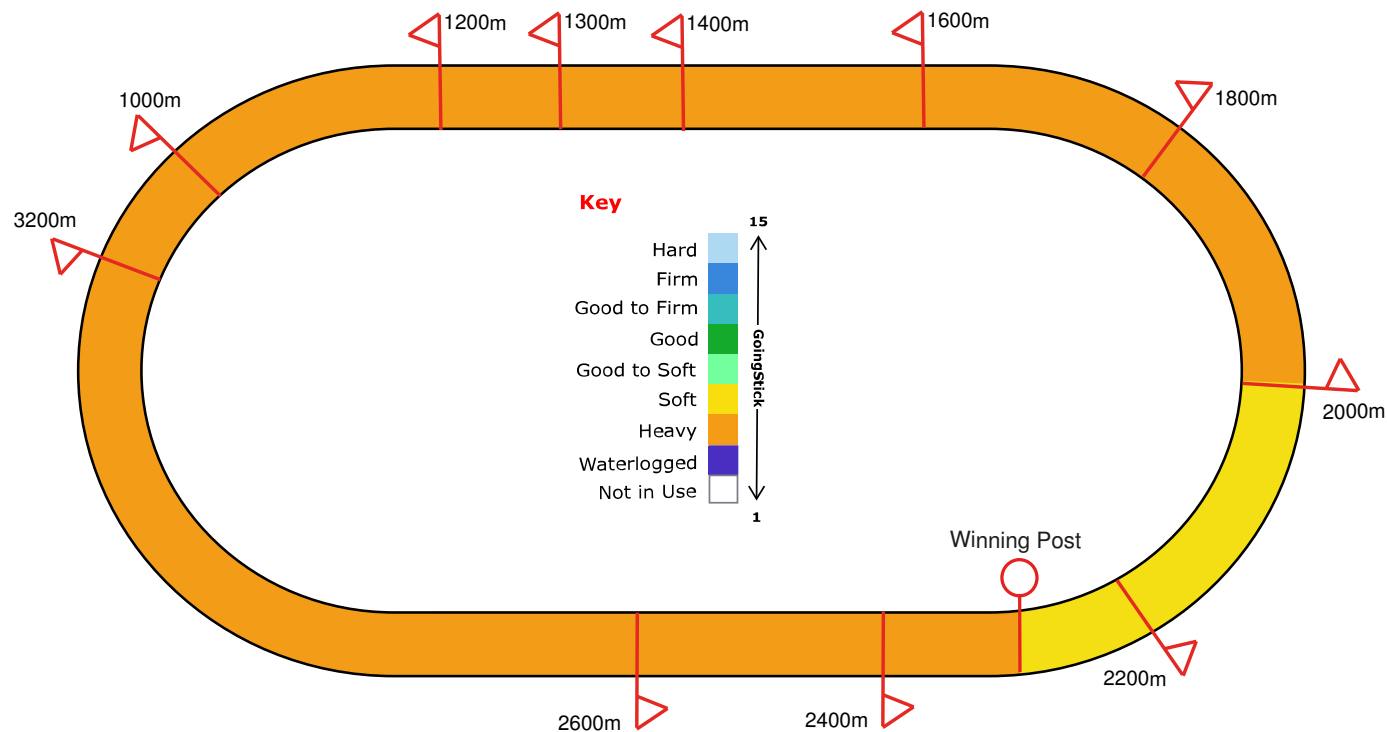 1200m
1300m
1400m
1600m
1000m
1800m
3200m
Key
15
Hard
Firm
Good to Firm
Good
Good to Soft
Soft
Heavy
Waterlogged
Not in Use
GoingStick
1
2000m
Winning Post
2200m
2600m
2400m